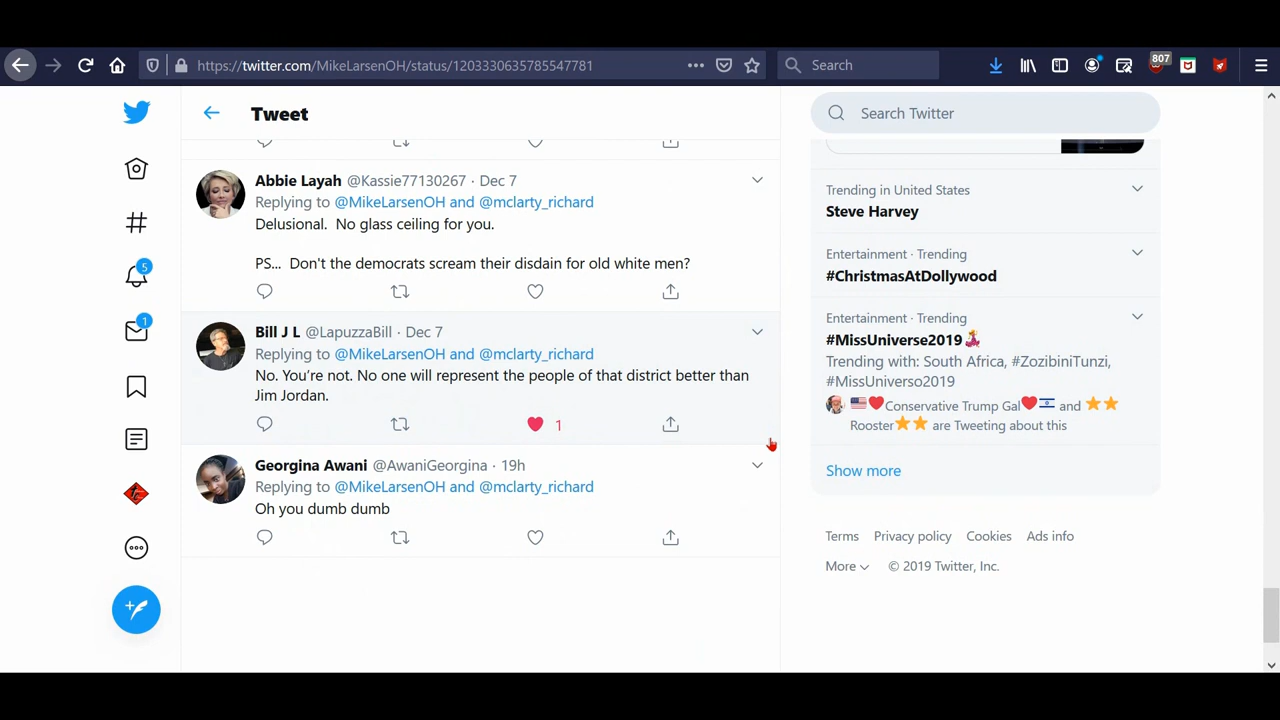 807
https://twitter.com/MikeLarsenOH/status/1203330635785547781
Search
Tweet
Search Twitter
5
1
Abbie Layah @Kassie77130267 · Dec 7
Replying to @MikeLarsenOH and @mclarty_richard
Delusional.  No glass ceiling for you.
PS...  Don't the democrats scream their disdain for old white men?
Bill J L @LapuzzaBill · Dec 7
Replying to @MikeLarsenOH and @mclarty_richard
No. You're not. No one will represent the people of that district better than
Jim Jordan.
1
Georgina Awani @AwaniGeorgina · 19h
Replying to @MikeLarsenOH and @mclarty_richard
Oh you dumb dumb
Trending in United States
Steve Harvey
Entertainment · Trending
#ChristmasAtDollywood
Entertainment · Trending
#MissUniverse2019
Trending with: South Africa, #ZozibiniTunzi,
#MissUniverso2019
🇺🇸❤️Conservative Trump Gal❤️🇮🇱 and ⭐⭐
Rooster⭐⭐ are Tweeting about this
Show more
Terms Privacy policy Cookies Ads info
More © 2019 Twitter, Inc.